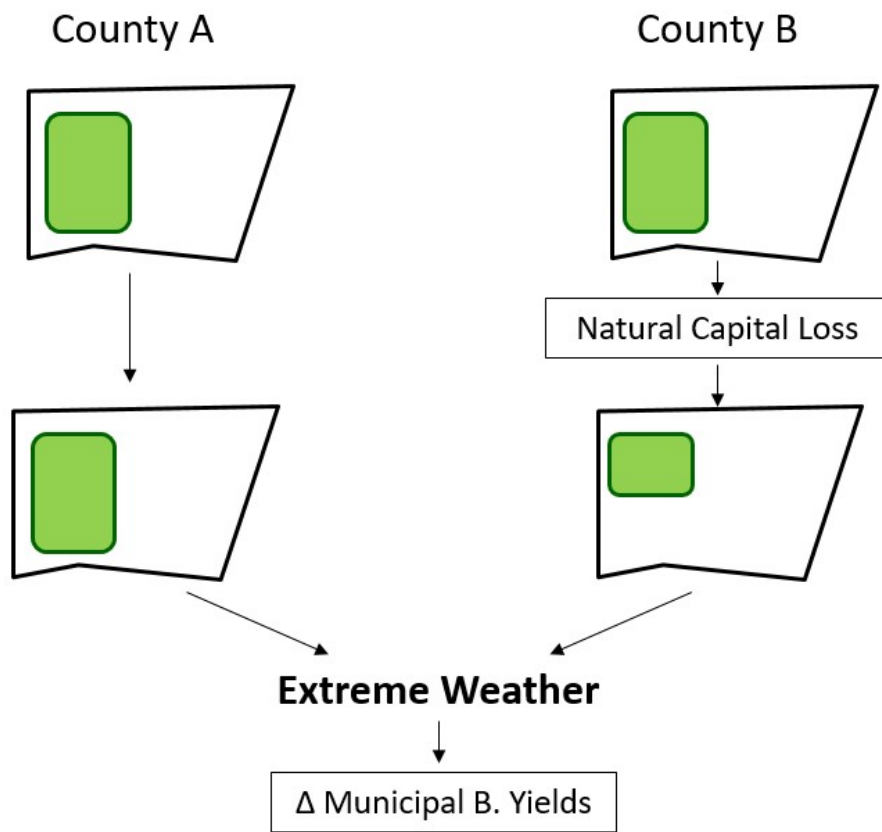 County A
County B
Natural Capital Loss
Extreme Weather
Δ Municipal B. Yields